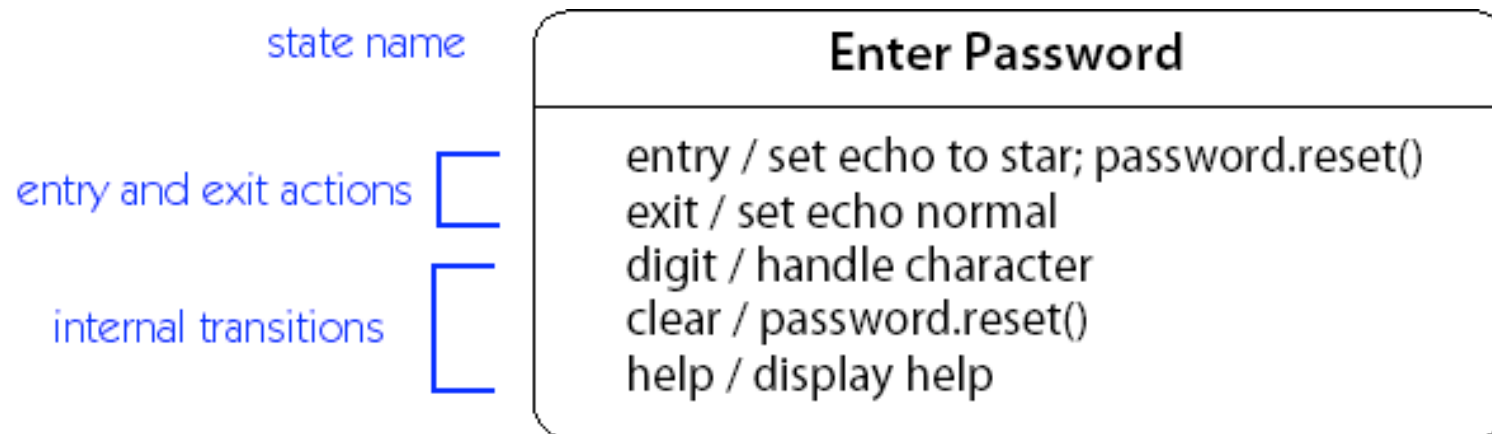 state name
Enter Password
entry and exit actions
entry / set echo to star; password.reset()
exit / set echo normal
internal transitions
digit / handle character
clear / password.reset()
help / display help